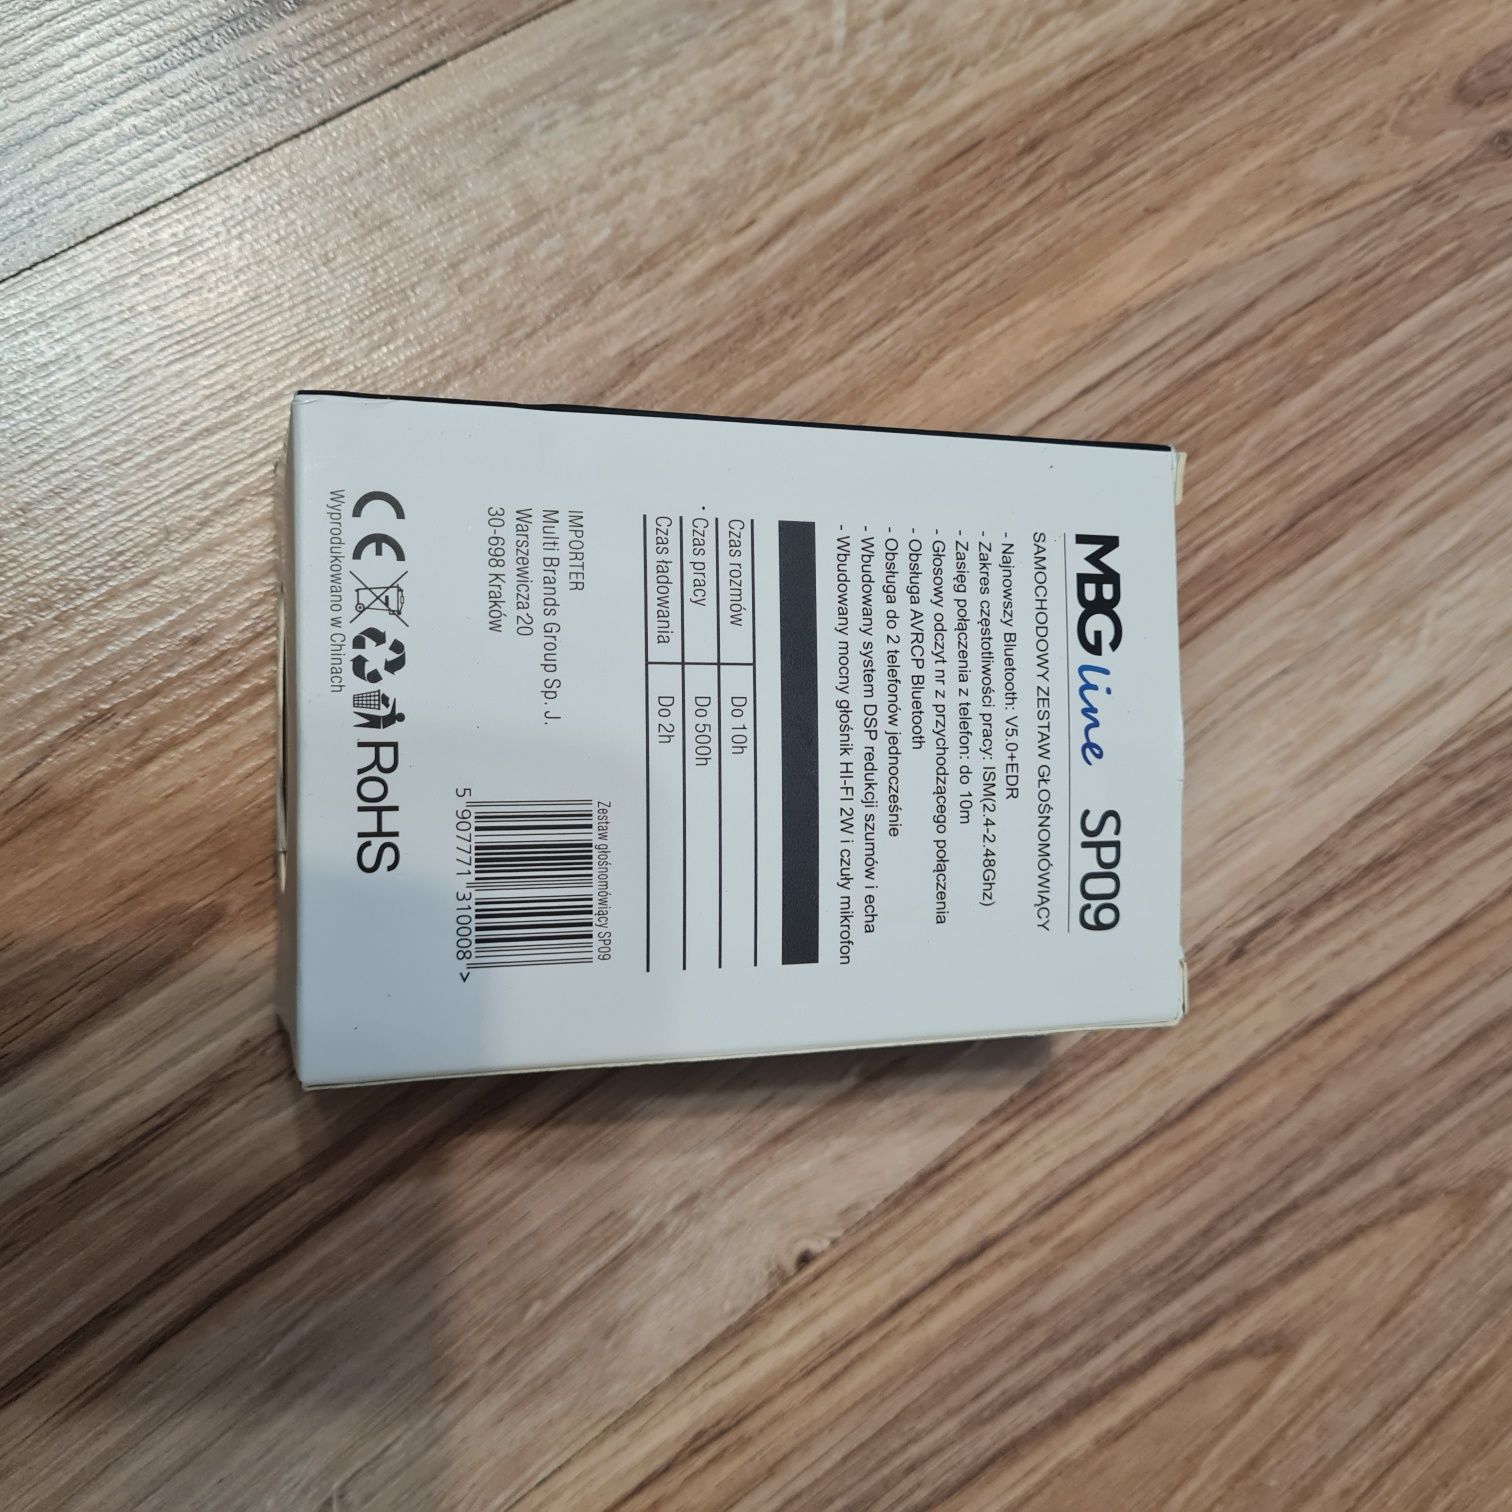 MBG line SP09
SAMOCHODOWY ZESTAW GŁOŚNOMÓWIĄCY
- Najnowszy Bluetooth: V5.0+EDR
- Zakres częstotliwości pracy: ISM(2.4-2.48Ghz)
- Zasięg połączenia z telefon: do 10m
- Głosowy odczyt nr z przychodzącego połączenia
- Obsługa AVRCP Bluetooth
- Obsługa do 2 telefonów jednocześnie
- Wbudowany system DSP redukcji szumów i echa
- Wbudowany mocny głośnik HI-FI 2W i czuły mikrofon
Czas rozmów Do 10h
Czas pracy Do 500h
Czas ładowania Do 2h
IMPORTER
Multi Brands Group Sp. J.
Warszewicza 20
30-698 Kraków
Zestaw głośnomówiący SP09
5 907771 310008 >
CE RoHS
Wyprodukowano w Chinach